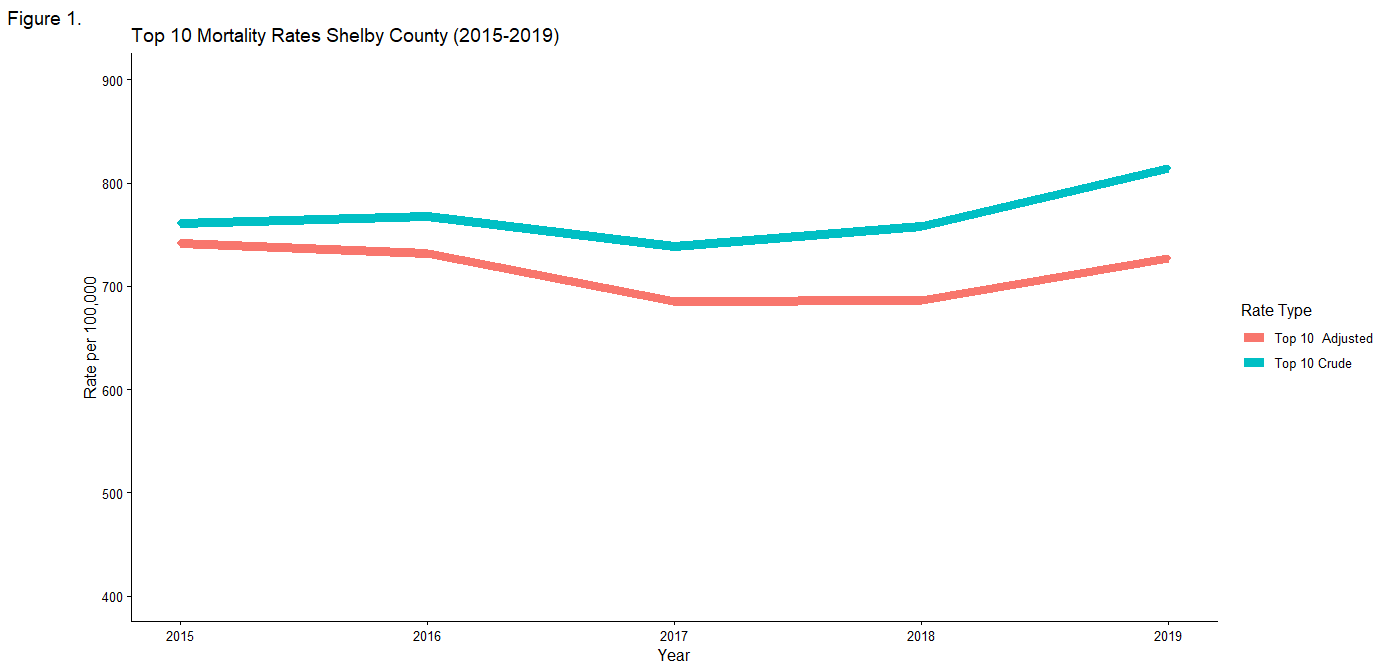 Figure 1.
Top 10 Mortality Rates Shelby County (2015-2019)
900
800
700
600
500
400
Rate per 100,000
2015 2016 2017 2018 2019
Year
Rate Type
Top 10  Adjusted
Top 10 Crude